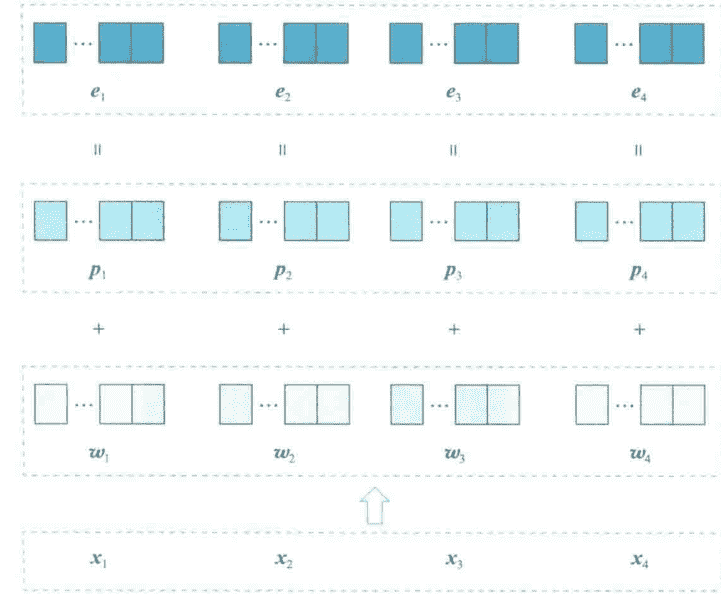 … … … …
e₁ e₂ e₃ e₄
= = = =
… … … …
p₁ p₂ p₃ p₄
+ + + +
… … … …
w₁ w₂ w₃ w₄
x₁ x₂ x₃ x₄